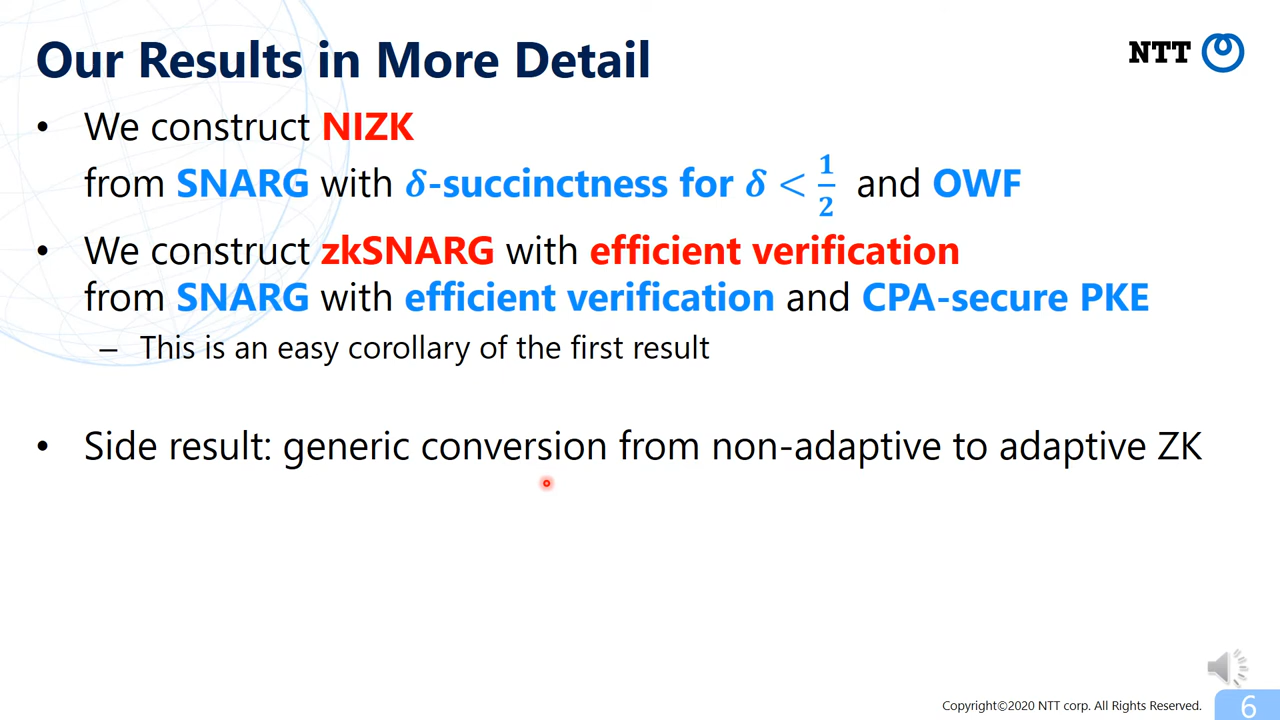 Our Results in More Detail
NTT
• We construct NIZK
from SNARG with δ-succinctness for δ < 1/2 and OWF
• We construct zkSNARG with efficient verification
from SNARG with efficient verification and CPA-secure PKE
– This is an easy corollary of the first result
• Side result: generic conversion from non-adaptive to adaptive ZK
Copyright©2020 NTT corp. All Rights Reserved.
6